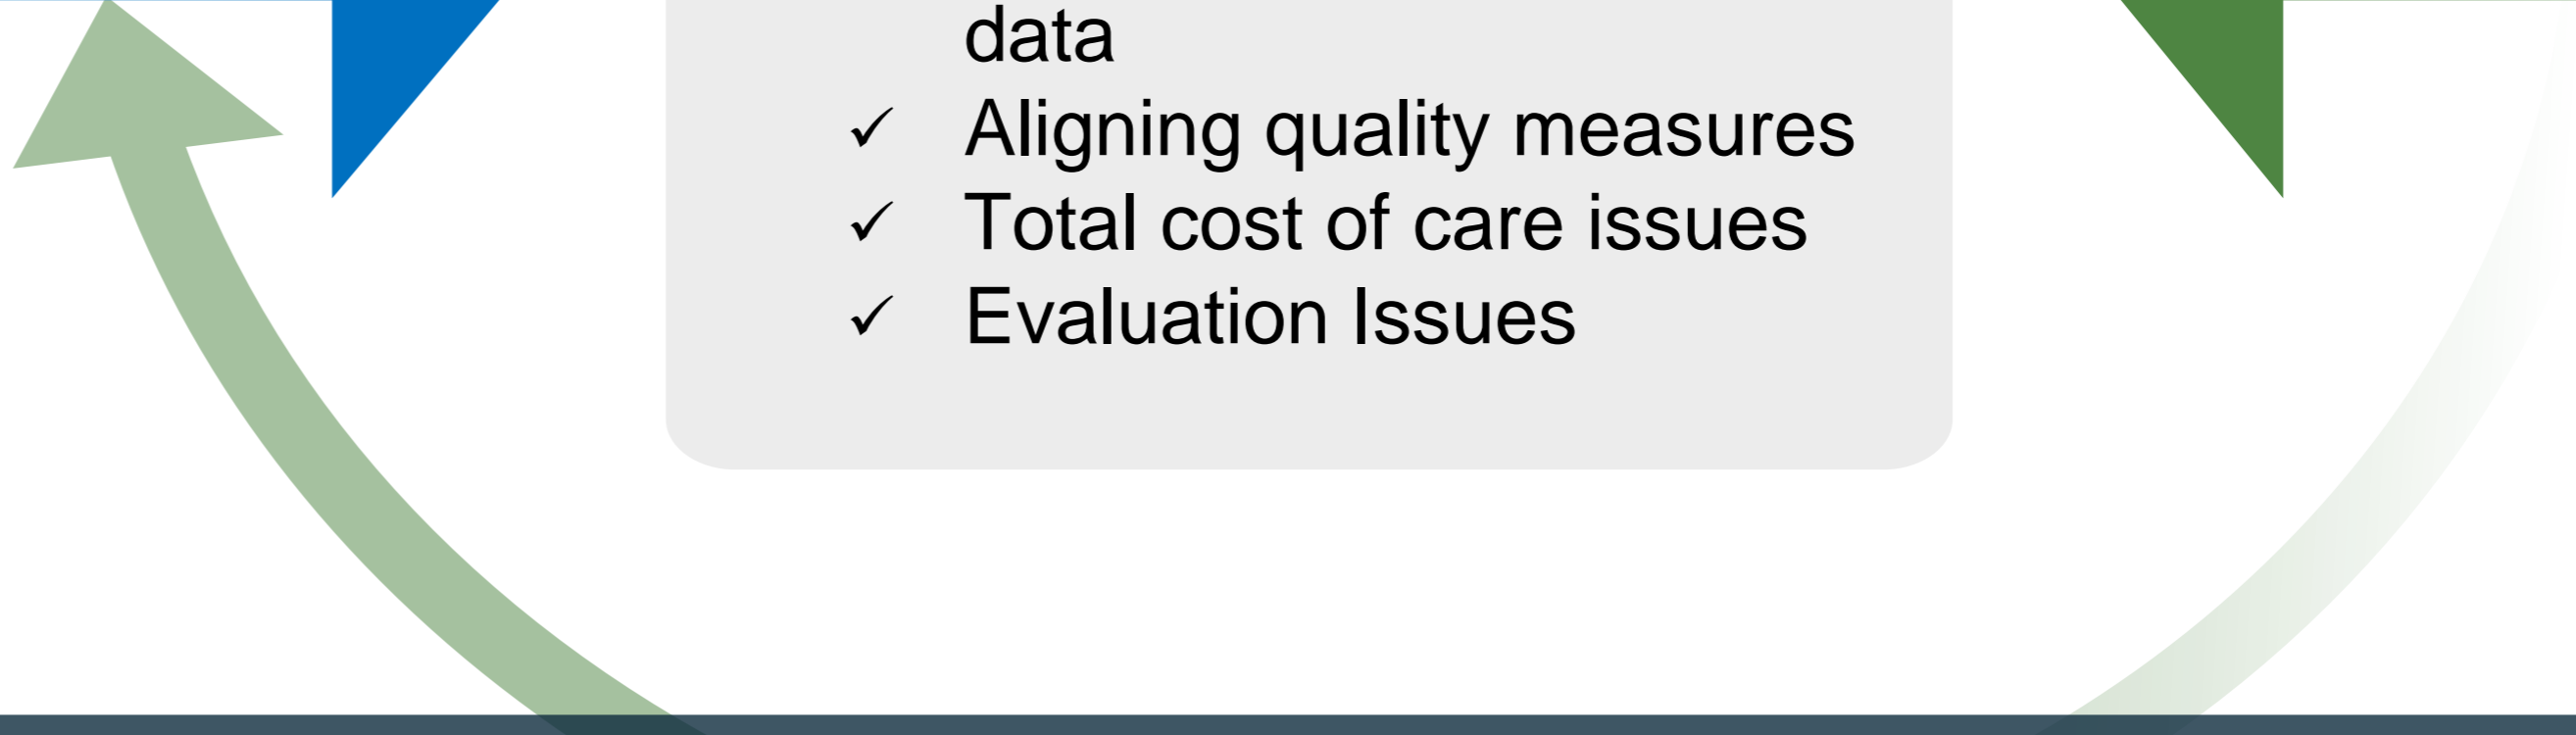 data
✓ Aligning quality measures
✓ Total cost of care issues
✓ Evaluation Issues